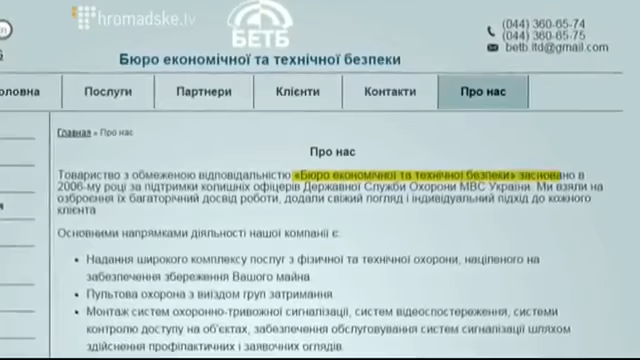 hromadske.tv
(044) 360-65-74
(044) 360-65-75
betb.ltd@gmail.com
БЕТБ
Бюро економічної та технічної безпеки
оловна Послуги Партнери Клієнти Контакти Про нас
Главная » Про нас
Про нас
Товариство з обмеженою відповідальністю «Бюро економічної та технічної безпеки» засновано в
2006-му році за підтримки колишніх офіцерів Державної Служби Охорони МВС України. Ми взяли на
озброєння їх багаторічний досвід роботи, додали свіжий погляд і індивідуальний підхід до кожного
клієнта
Основними напрямками діяльності нашої компанії є:
Надання широкого комплексу послуг з фізичної та технічної охорони, націленого на
забезпечення збереження Вашого майна
Пультова охорона з виїздом груп затримання
Монтаж систем охоронно-тривожної сигналізації, систем відеоспостереження, системи
контролю доступу на об'єктах, забезпечення обслуговування систем сигналізації шляхом
здійснення профілактичних і заявочних оглядів.